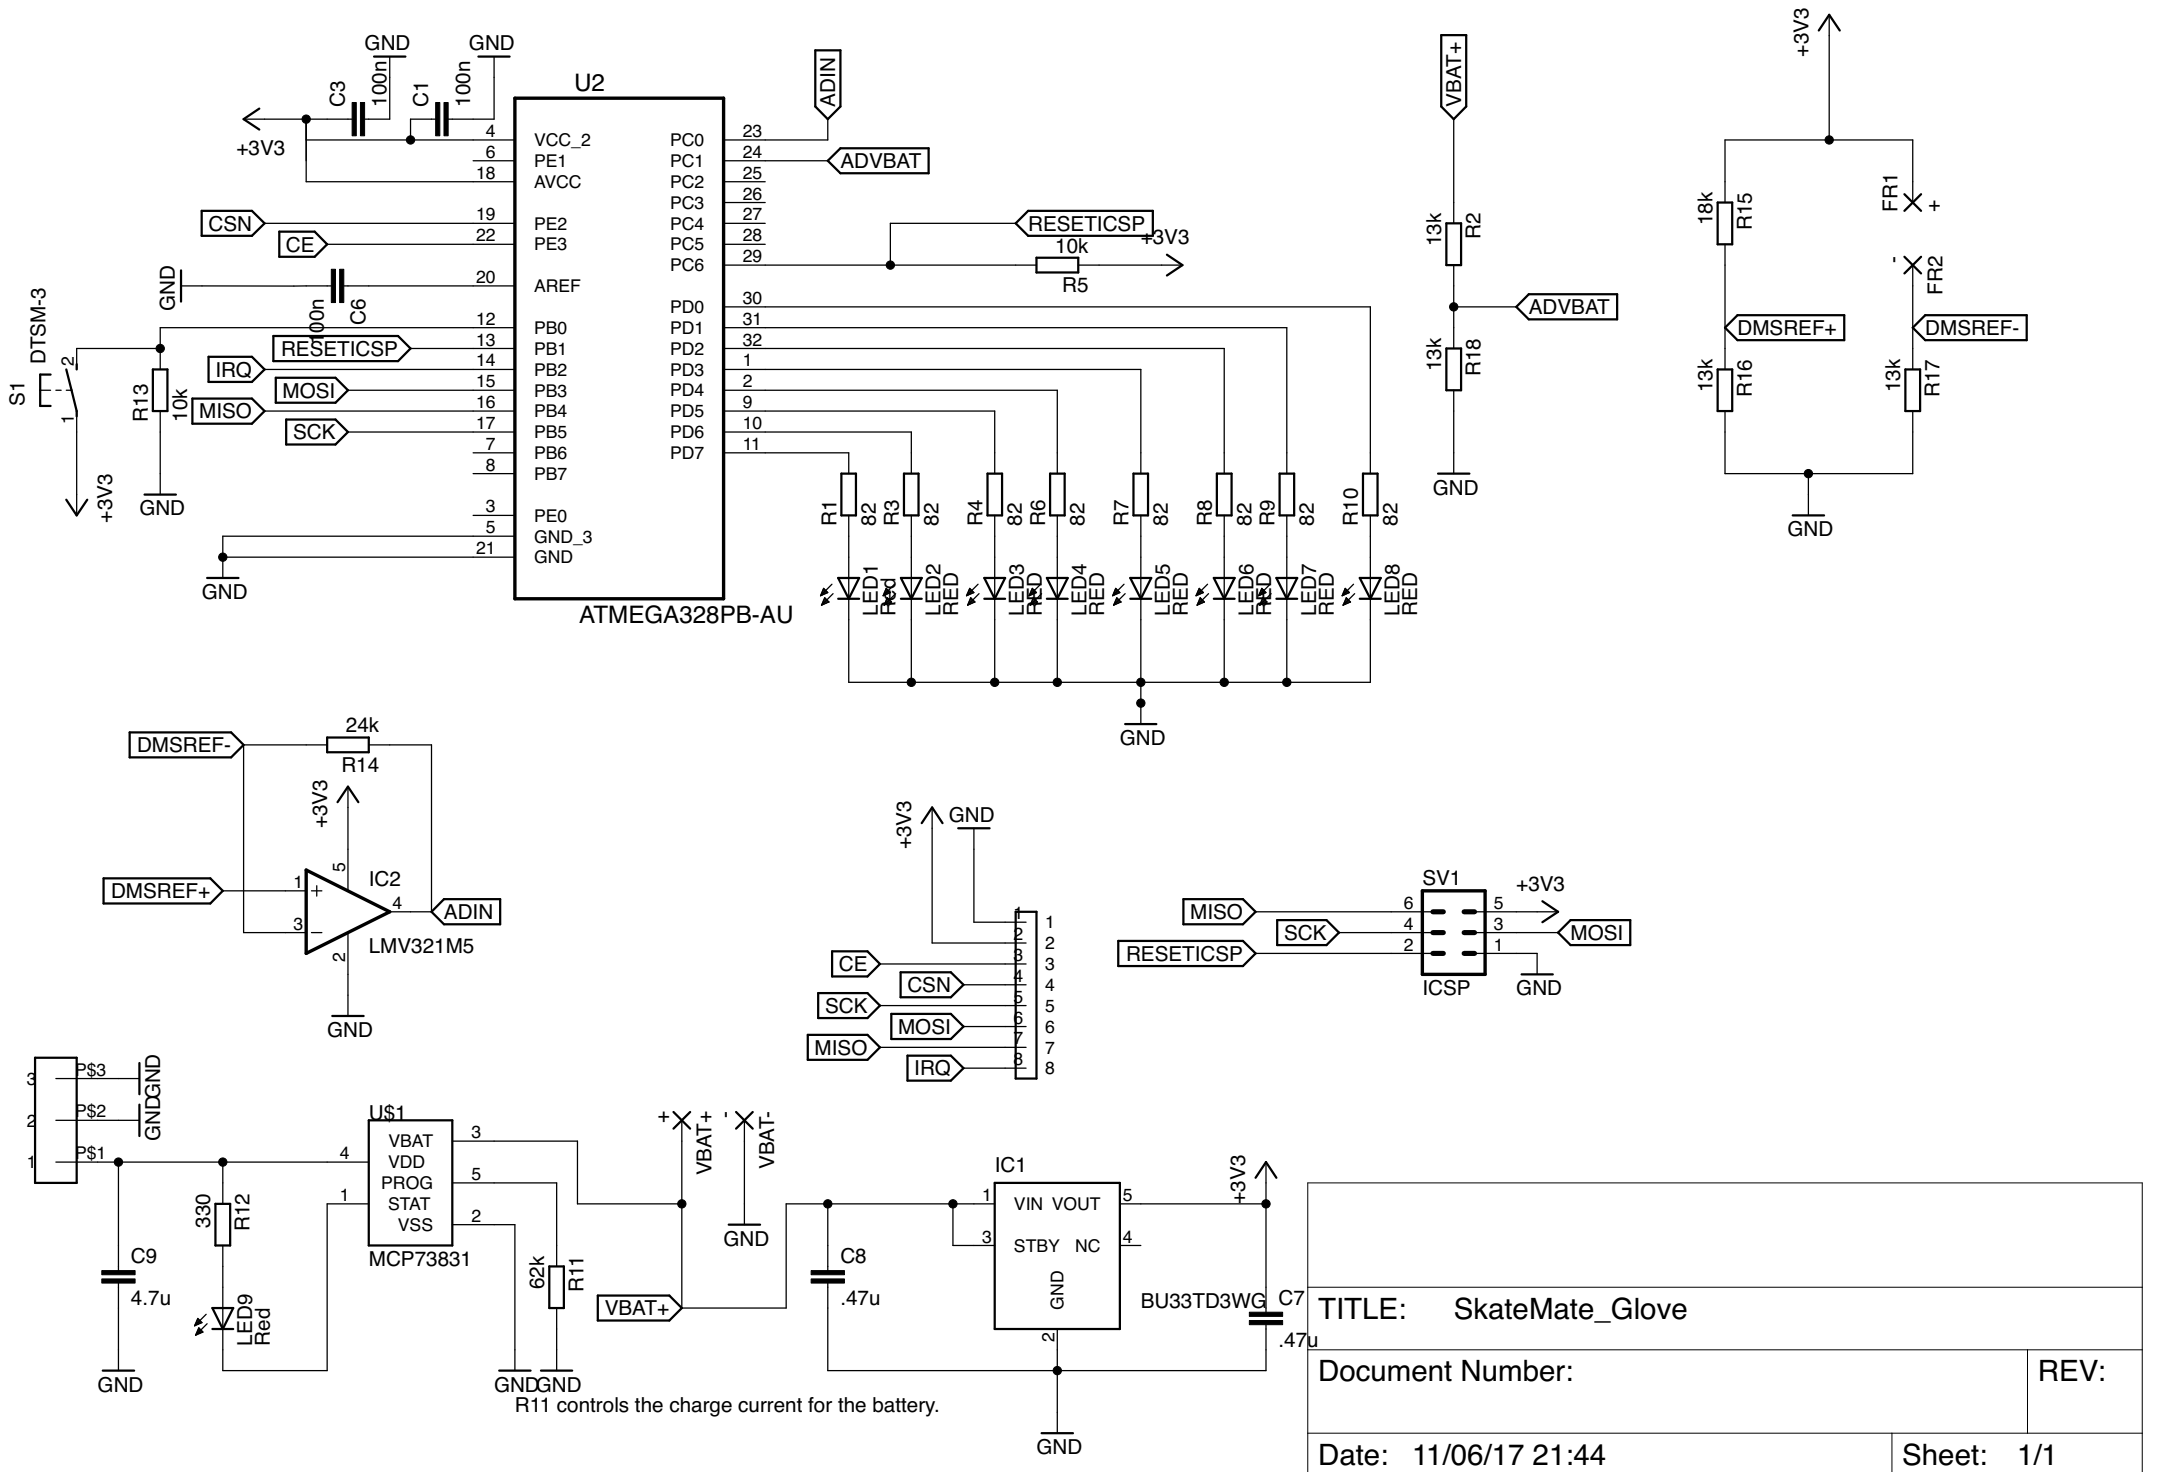 GND
GND
C3
100n
C1
100n
+3V3
U2
4
6
18
19
22
20
12
13
14
15
16
17
7
8
3
5
21
VCC_2
PE1
AVCC
PE2
PE3
AREF
PB0
PB1
PB2
PB3
PB4
PB5
PB6
PB7
PE0
GND_3
GND
PC0
PC1
PC2
PC3
PC4
PC5
PC6
PD0
PD1
PD2
PD3
PD4
PD5
PD6
PD7
23
24
25
26
27
28
29
30
31
32
1
2
9
10
11
ATMEGA328PB-AU
ADIN
ADVBAT
RESETICSP
10k
R5
+3V3
CSN
CE
GND
100n
C6
RESETICSP
IRQ
MOSI
MISO
SCK
S1
DTSM-3
2
1
+3V3
R13
10k
GND
GND
R1
82
R3
82
R4
82
R6
82
R7
82
R8
82
R9
82
R10
82
LED1
Red
LED2
RED
LED3
RED
LED4
RED
LED5
RED
LED6
RED
LED7
RED
LED8
RED
GND
VBAT+
13k
R2
ADVBAT
13k
R18
GND
+3V3
18k
R15
FR1
+
-
FR2
DMSREF+
DMSREF-
13k
R16
13k
R17
GND
DMSREF-
24k
R14
+3V3
DMSREF+
1
+
3
-
5
2
4
IC2
LMV321M5
ADIN
GND
+3V3
GND
CE
CSN
SCK
MOSI
MISO
IRQ
1
2
3
4
5
6
7
8
1
2
3
4
5
6
7
8
SV1
MISO
SCK
RESETICSP
6
4
2
5
3
1
+3V3
MOSI
ICSP
GND
3
2
1
P$3
P$2
P$1
GND
GND
C9
4.7u
GND
330
R12
LED9
Red
U$1
4
1
VBAT
VDD
PROG
STAT
VSS
3
5
2
MCP73831
62k
R11
GND
GND
R11 controls the charge current for the battery.
+
VBAT+
-
VBAT-
GND
VBAT+
C8
.47u
IC1
1
3
VIN VOUT
STBY NC
GND
5
4
2
BU33TD3WG
+3V3
C7
.47u
GND
TITLE: SkateMate_Glove
Document Number:
REV:
Date: 11/06/17 21:44
Sheet: 1/1